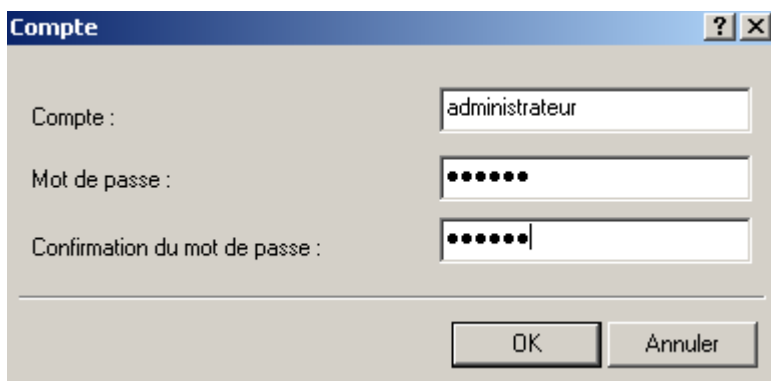 Compte
Compte : administrateur
Mot de passe : ●●●●●●
Confirmation du mot de passe : ●●●●●●
OK Annuler